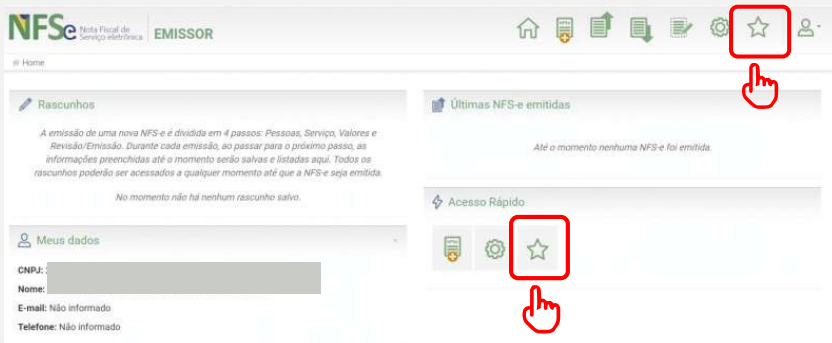 NFSe Nota Fiscal de Serviço eletrônica EMISSOR
Home
Rascunhos
A emissão de uma nova NFS-e é dividida em 4 passos: Pessoas, Serviço, Valores e
Revisão/Emissão. Durante cada emissão, ao passar para o próximo passo, as
informações preenchidas até o momento serão salvas e listadas aqui. Todos os
rascunhos poderão ser acessados a qualquer momento até que a NFS-e seja emitida.
No momento não há nenhum rascunho salvo.
Meus dados
CNPJ:
Nome:
E-mail: Não informado
Telefone: Não informado
Últimas NFS-e emitidas
Até o momento nenhuma NFS-e foi emitida.
Acesso Rápido